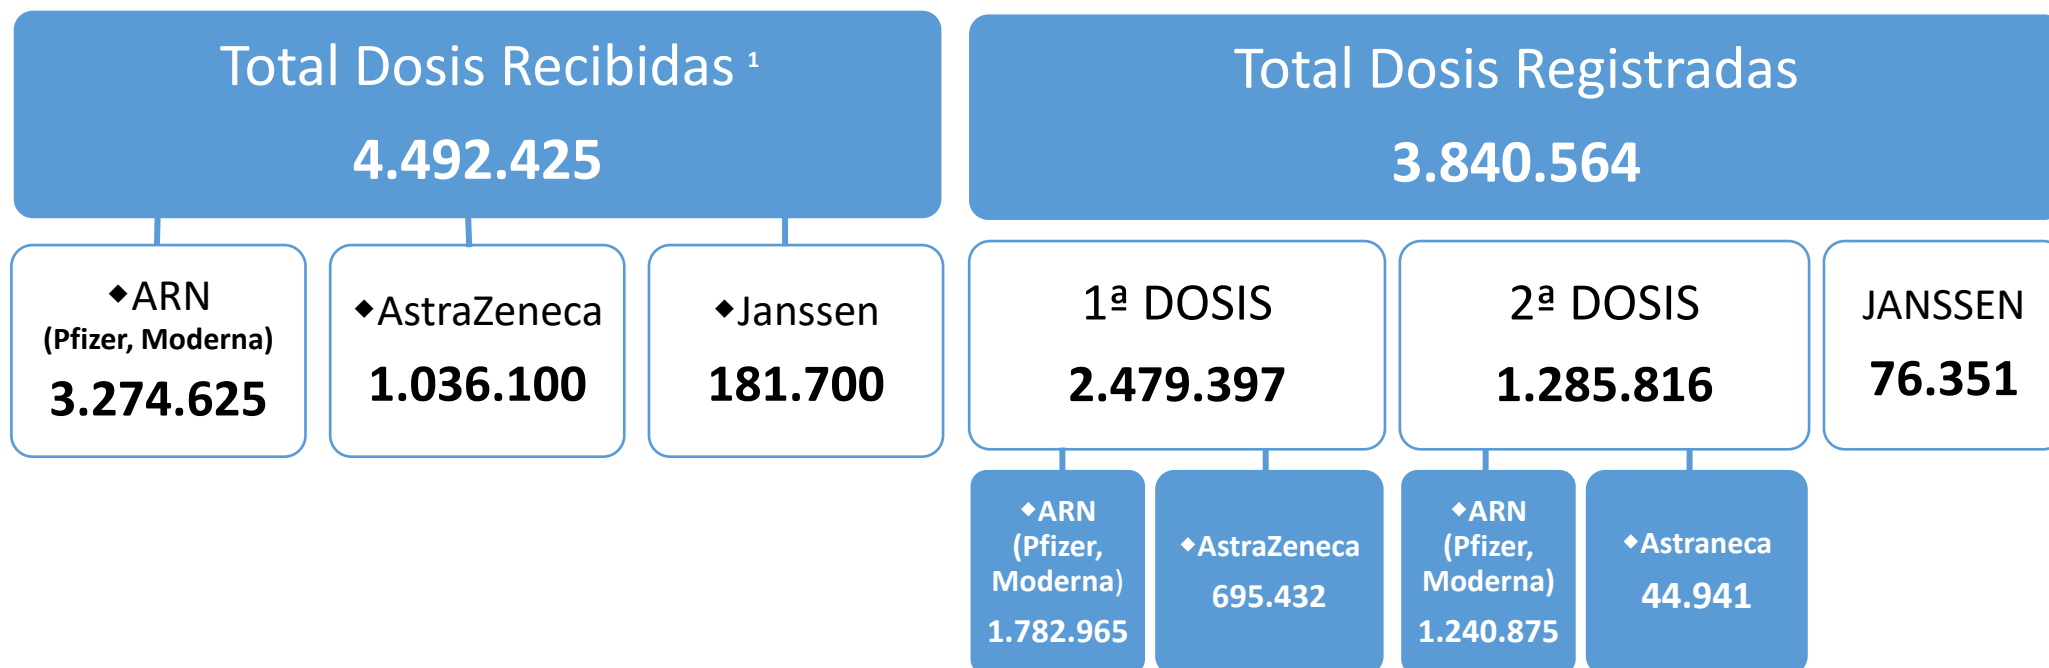 Total Dosis Recibidas ¹
4.492.425
◆ARN
(Pfizer, Moderna)
3.274.625
◆AstraZeneca
1.036.100
◆Janssen
181.700
Total Dosis Registradas
3.840.564
1ª DOSIS
2.479.397
2ª DOSIS
1.285.816
JANSSEN
76.351
◆ARN
(Pfizer,
Moderna)
1.782.965
◆AstraZeneca
695.432
◆ARN
(Pfizer,
Moderna)
1.240.875
◆Astraneca
44.941